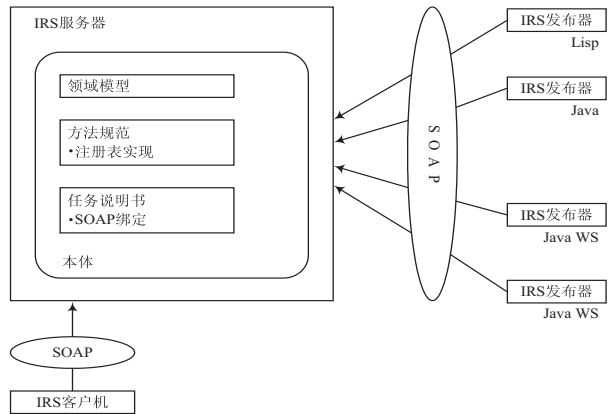 IRS服务器
领域模型
方法规范
•注册表实现
任务说明书
•SOAP绑定
本体
SOAP
IRS客户机
SOAP
IRS发布器
Lisp
IRS发布器
Java
IRS发布器
Java WS
IRS发布器
Java WS